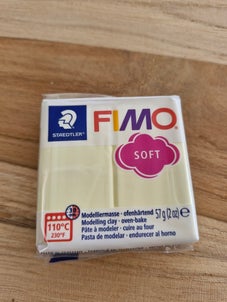 STAEDTLER
FIMO
SOFT
110°C
230°F
Modelliermasse - ofenhärtend
Modelling clay - oven-bake
Pâte à modeler - cuire au four
Pasta de modelar - endurecer al horno
57 g (2 oz) ℮